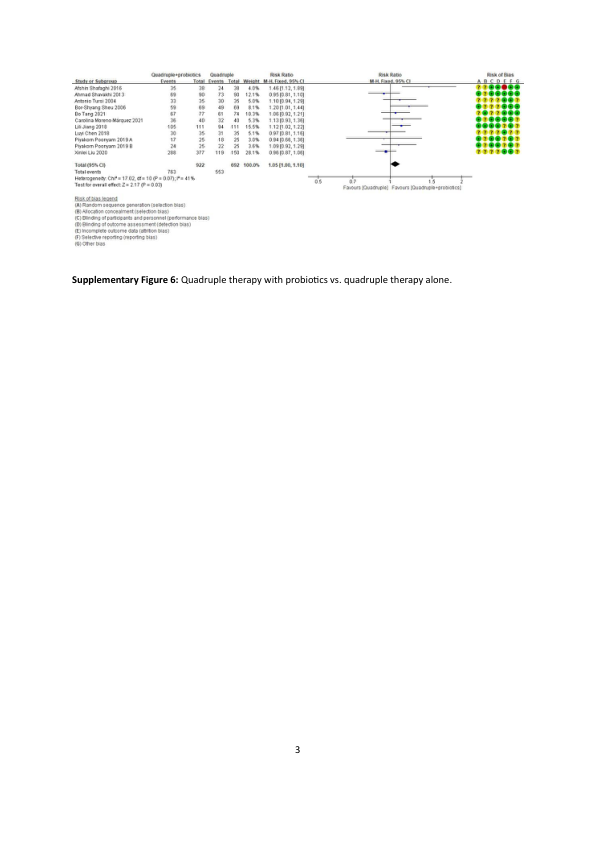 Quadruple+probiotics Quadruple Risk Ratio Risk Ratio Risk of Bias
Study or Subgroup Events Total Events Total Weight M-H, Fixed, 95% CI M-H, Fixed, 95% CI A B C D E F G
Afshin Shafaghi 2016 35 38 24 38 4.0% 1.46 [1.12, 1.89]
Ahmad Shavakhi 2013 69 90 73 90 12.1% 0.95 [0.81, 1.10]
Antonio Tursi 2004 33 35 30 35 5.0% 1.10 [0.94, 1.29]
Bor-Shyang Sheu 2006 59 69 49 69 8.1% 1.20 [1.01, 1.44]
Bo Tang 2021 67 77 61 74 10.3% 1.06 [0.92, 1.21]
Carolina Moreno Márquez 2021 36 40 32 40 5.3% 1.13 [0.93, 1.36]
Lili Jiang 2018 105 111 94 111 15.5% 1.12 [1.02, 1.22]
Luyi Chen 2018 30 35 31 35 5.1% 0.97 [0.81, 1.16]
Piyakorn Poonyam 2019 A 17 25 18 25 3.0% 0.94 [0.66, 1.36]
Piyakorn Poonyam 2019 B 24 25 22 25 3.6% 1.09 [0.92, 1.29]
288 377 119 150 28.1% 0.96 [0.87, 1.06]
Total (95% CI) 922 692 100.0% 1.05 [1.00, 1.10]
Total events 763 553
Heterogeneity: Chi² = 17.02, df = 10 (P = 0.07); I² = 41%
Test for overall effect: Z = 2.17 (P = 0.03)
0.5 0.7 1 1.5 2
Favours [Quadruple] Favours [Quadruple+probiotics]
Risk of bias legend
(A) Random sequence generation (selection bias)
(B) Allocation concealment (selection bias)
(C) Blinding of participants and personnel (performance bias)
(D) Blinding of outcome assessment (detection bias)
(E) Incomplete outcome data (attrition bias)
(F) Selective reporting (reporting bias)
(G) Other bias
Supplementary Figure 6: Quadruple therapy with probiotics vs. quadruple therapy alone.
3